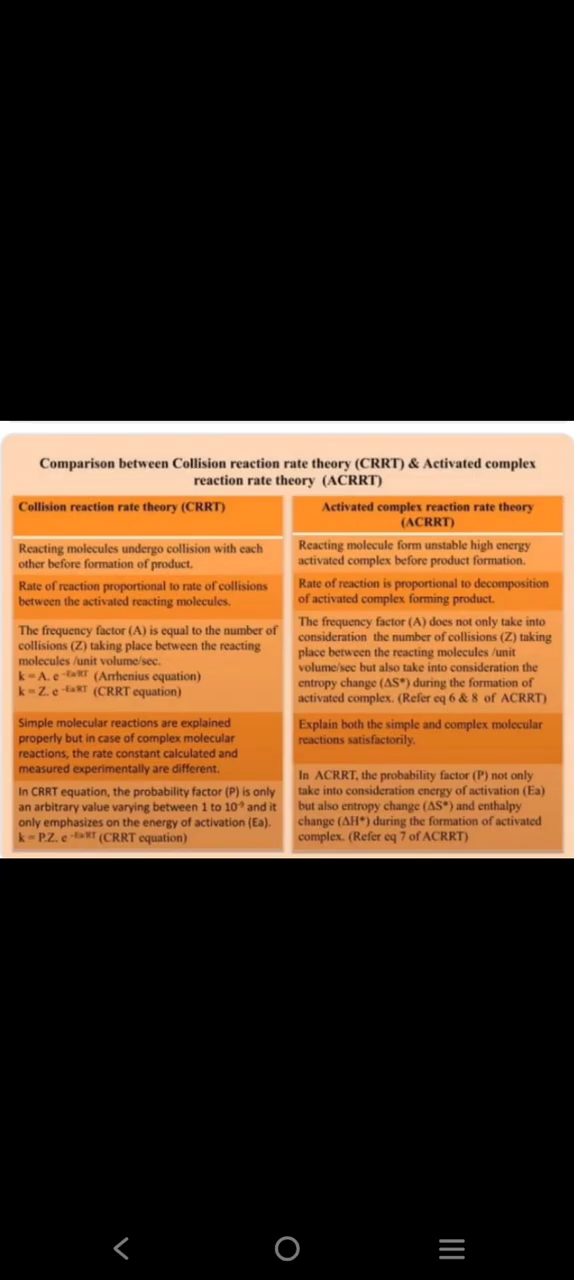 Comparison between Collision reaction rate theory (CRRT) & Activated complex
reaction rate theory (ACRRT)
Collision reaction rate theory (CRRT)
Activated complex reaction rate theory
(ACRRT)
Reacting molecules undergo collision with each
other before formation of product.
Reacting molecule form unstable high energy
activated complex before product formation.
Rate of reaction proportional to rate of collisions
between the activated reacting molecules.
Rate of reaction is proportional to decomposition
of activated complex forming product.
The frequency factor (A) is equal to the number of
collisions (Z) taking place between the reacting
molecules /unit volume/sec.
k = A. e -Ea/RT (Arrhenius equation)
k = Z. e -Ea/RT (CRRT equation)
The frequency factor (A) does not only take into
consideration the number of collisions (Z) taking
place between the reacting molecules /unit
volume/sec but also take into consideration the
entropy change (ΔS*) during the formation of
activated complex. (Refer eq 6 & 8 of ACRRT)
Simple molecular reactions are explained
properly but in case of complex molecular
reactions, the rate constant calculated and
measured experimentally are different.
Explain both the simple and complex molecular
reactions satisfactorily.
In CRRT equation, the probability factor (P) is only
an arbitrary value varying between 1 to 10⁻⁹ and it
only emphasizes on the energy of activation (Ea).
k = P.Z. e -Ea/RT (CRRT equation)
In ACRRT, the probability factor (P) not only
take into consideration energy of activation (Ea)
but also entropy change (ΔS*) and enthalpy
change (ΔH*) during the formation of activated
complex. (Refer eq 7 of ACRRT)